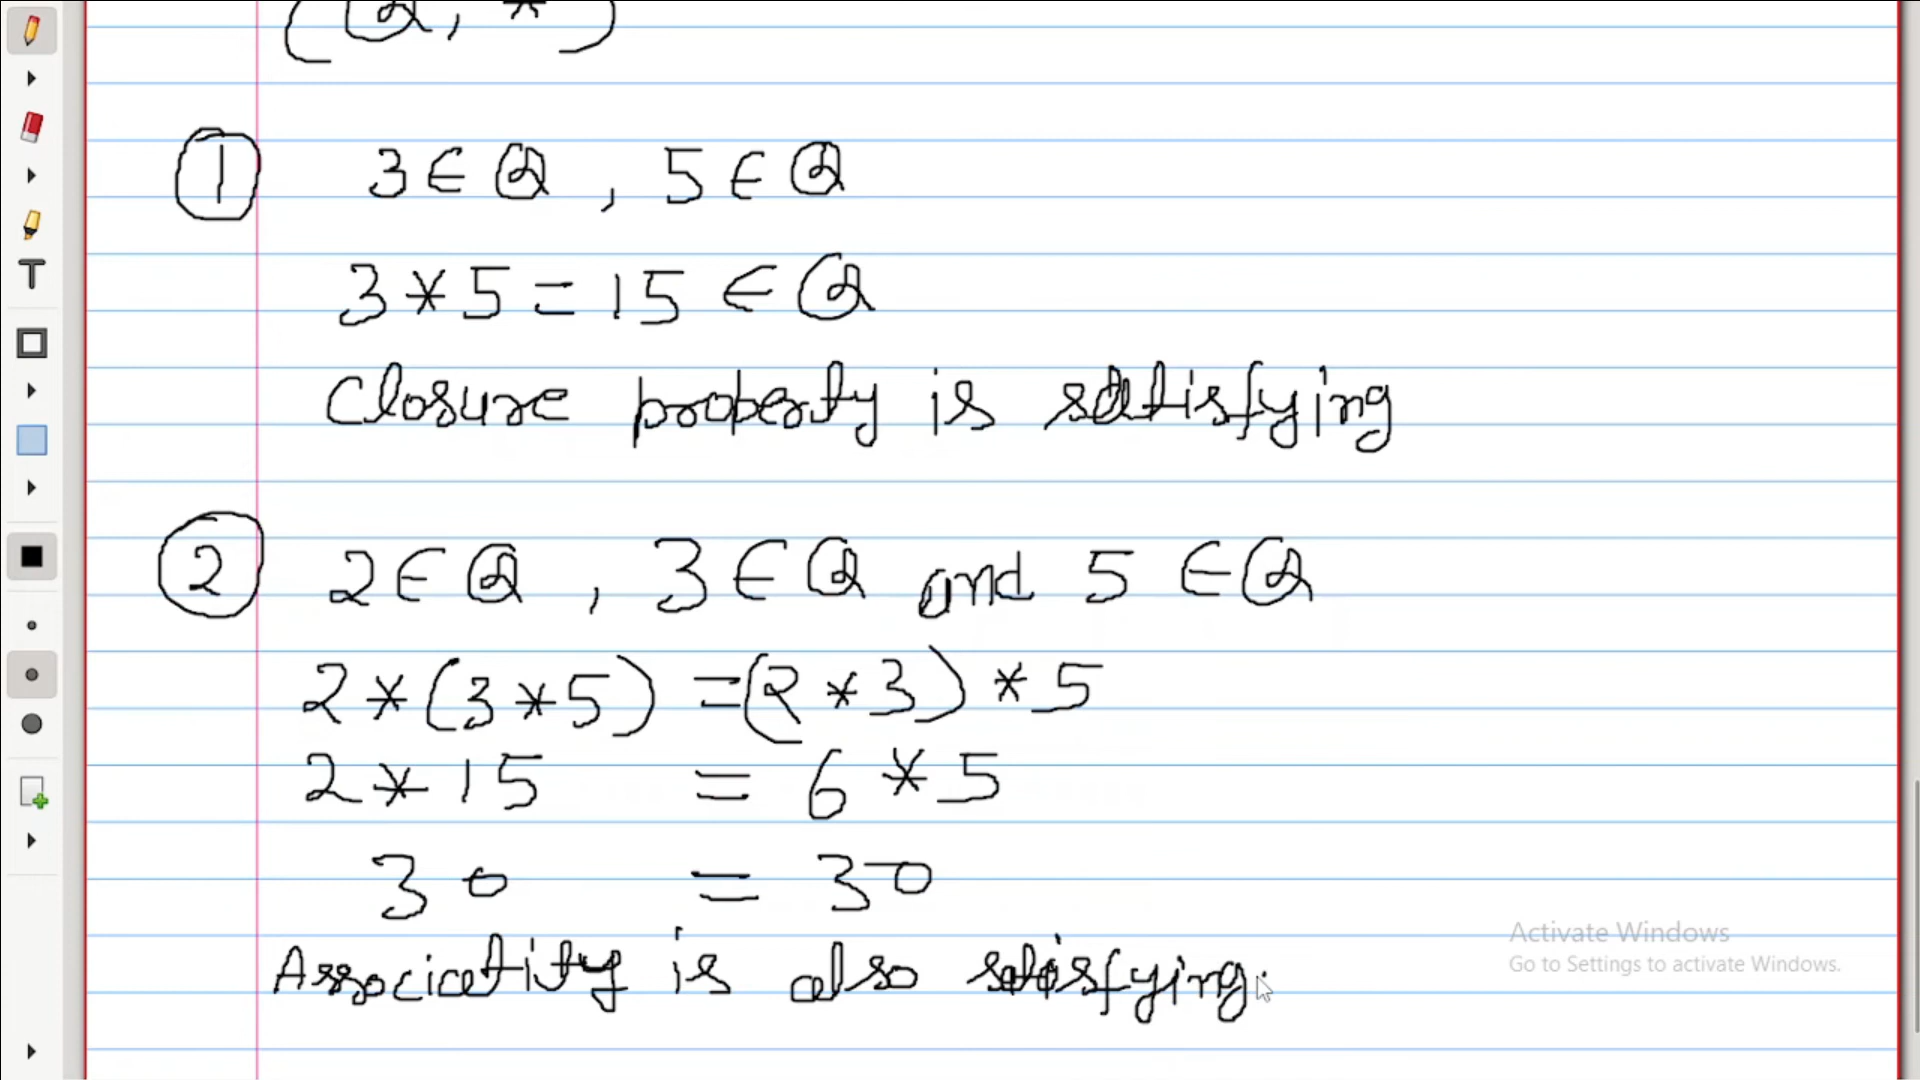 (Q, *)
1 3 ∈ Q , 5 ∈ Q
3 * 5 = 15 ∈ Q
Closure property is satisfying
2 2 ∈ Q , 3 ∈ Q and 5 ∈ Q
2 * (3 * 5) = (2 * 3) * 5
2 * 15 = 6 * 5
30 = 30
Associatity is also satisfying.
Activate Windows
Go to Settings to activate Windows.